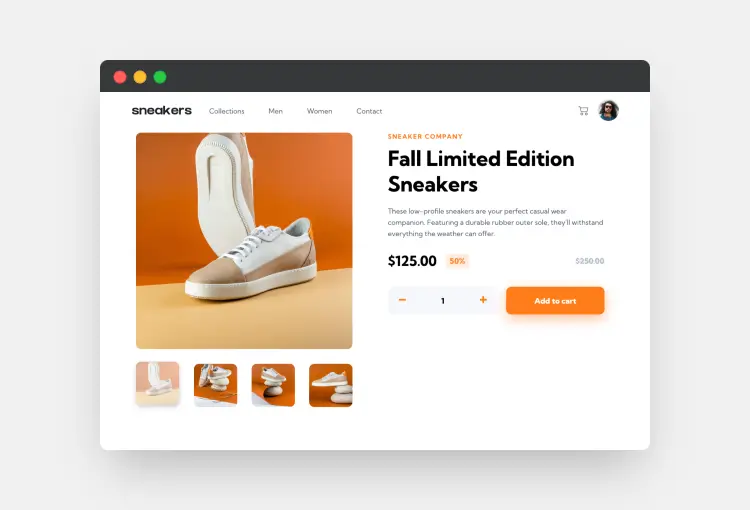 sneakers Collections Men Women Contact
SNEAKER COMPANY
Fall Limited Edition
Sneakers
These low-profile sneakers are your perfect casual wear
companion. Featuring a durable rubber outer sole, they'll withstand
everything the weather can offer.
$125.00 50% $250.00
− 1 + Add to cart